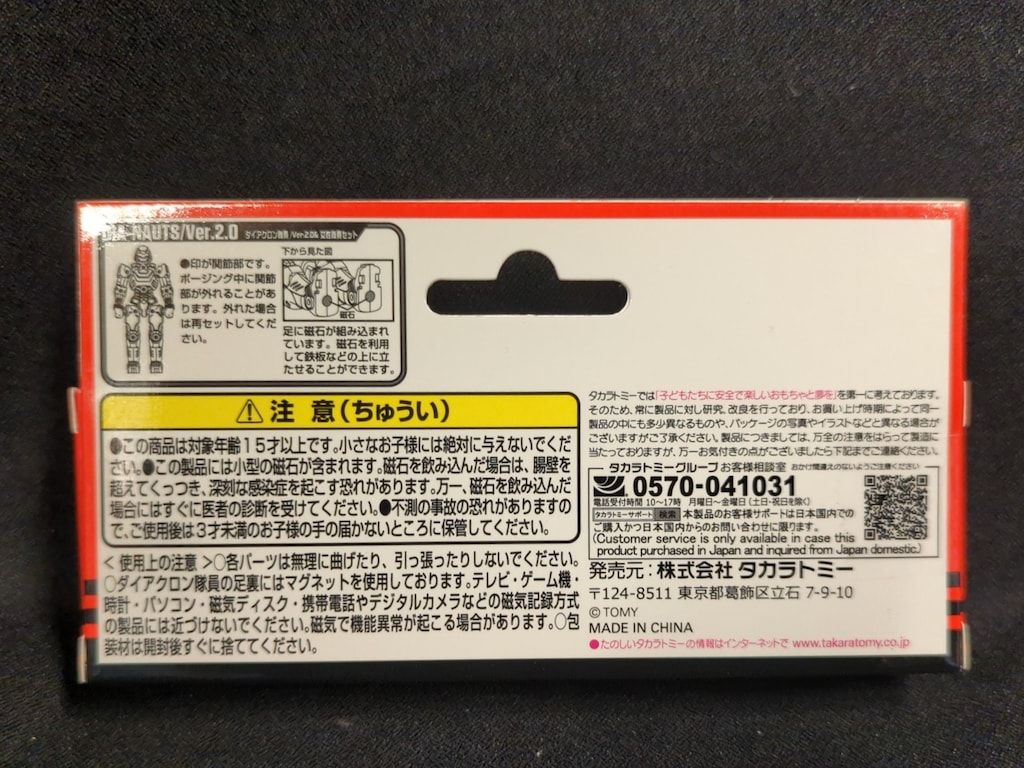 DIA-NAUTS/Ver.2.0 ダイアクロン隊員〈Ver.2.0& 女性隊員セット〉
●印が関節部です。
ポージング中に関節
部が外れることがあ
ります。外れた場合
は再セットしてくだ
さい。
下から見た図
磁石
足に磁石が組み込まれ
ています。磁石を利用
して鉄板などの上に立
たせることができます。
⚠注 意(ちゅうい)
●この商品は対象年齢15才以上です。小さなお子様には絶対に与えないでくだ
さい。●この製品には小型の磁石が含まれます。磁石を飲み込んだ場合は、腸壁を
超えてくっつき、深刻な感染症を起こす恐れがあります。万一、磁石を飲み込んだ
場合にはすぐに医者の診断を受けてください。●不測の事故の恐れがありますの
で、ご使用後は3才未満のお子様の手の届かないところに保管してください。
<使用上の注意>○各パーツは無理に曲げたり、引っ張ったりしないでください。
○ダイアクロン隊員の足裏にはマグネットを使用しております。テレビ・ゲーム機・
時計・パソコン・磁気ディスク・携帯電話やデジタルカメラなどの磁気記録方式
の製品には近づけないでください。磁気で機能異常が起こる場合があります。○包
装材は開封後すぐに捨ててください。
タカラトミーでは「子どもたちに安全で楽しいおもちゃと夢を」を第一に考えております。
そのため、常に製品に対し研究、改良を行っており、お買い上げ時期によって同一
製品の中にも多少異なるものや、パッケージの写真やイラストなどと異なる場合が
ございますがご了承ください。製品につきましては、万全の注意をはらって製造に
当たっておりますが、万一お気付きの点がございましたら下記までご連絡ください。
タカラトミーグループ お客様相談室 おかけ間違えのないようご注意ください
0570-041031
電話受付時間 10〜17時 月曜日〜金曜日(土・日・祝日を除く)
タカラトミーサポート 検索 本製品のお客様サポートは日本国内での
ご購入かつ日本国内からのお問い合わせに限ります。
(Customer service is only available in case this
product purchased in Japan and inquired from Japan domestic.)
発売元:株式会社 タカラトミー
〒124-8511 東京都葛飾区立石 7-9-10
© TOMY
MADE IN CHINA
●たのしいタカラトミーの情報はインターネットで www.takaratomy.co.jp